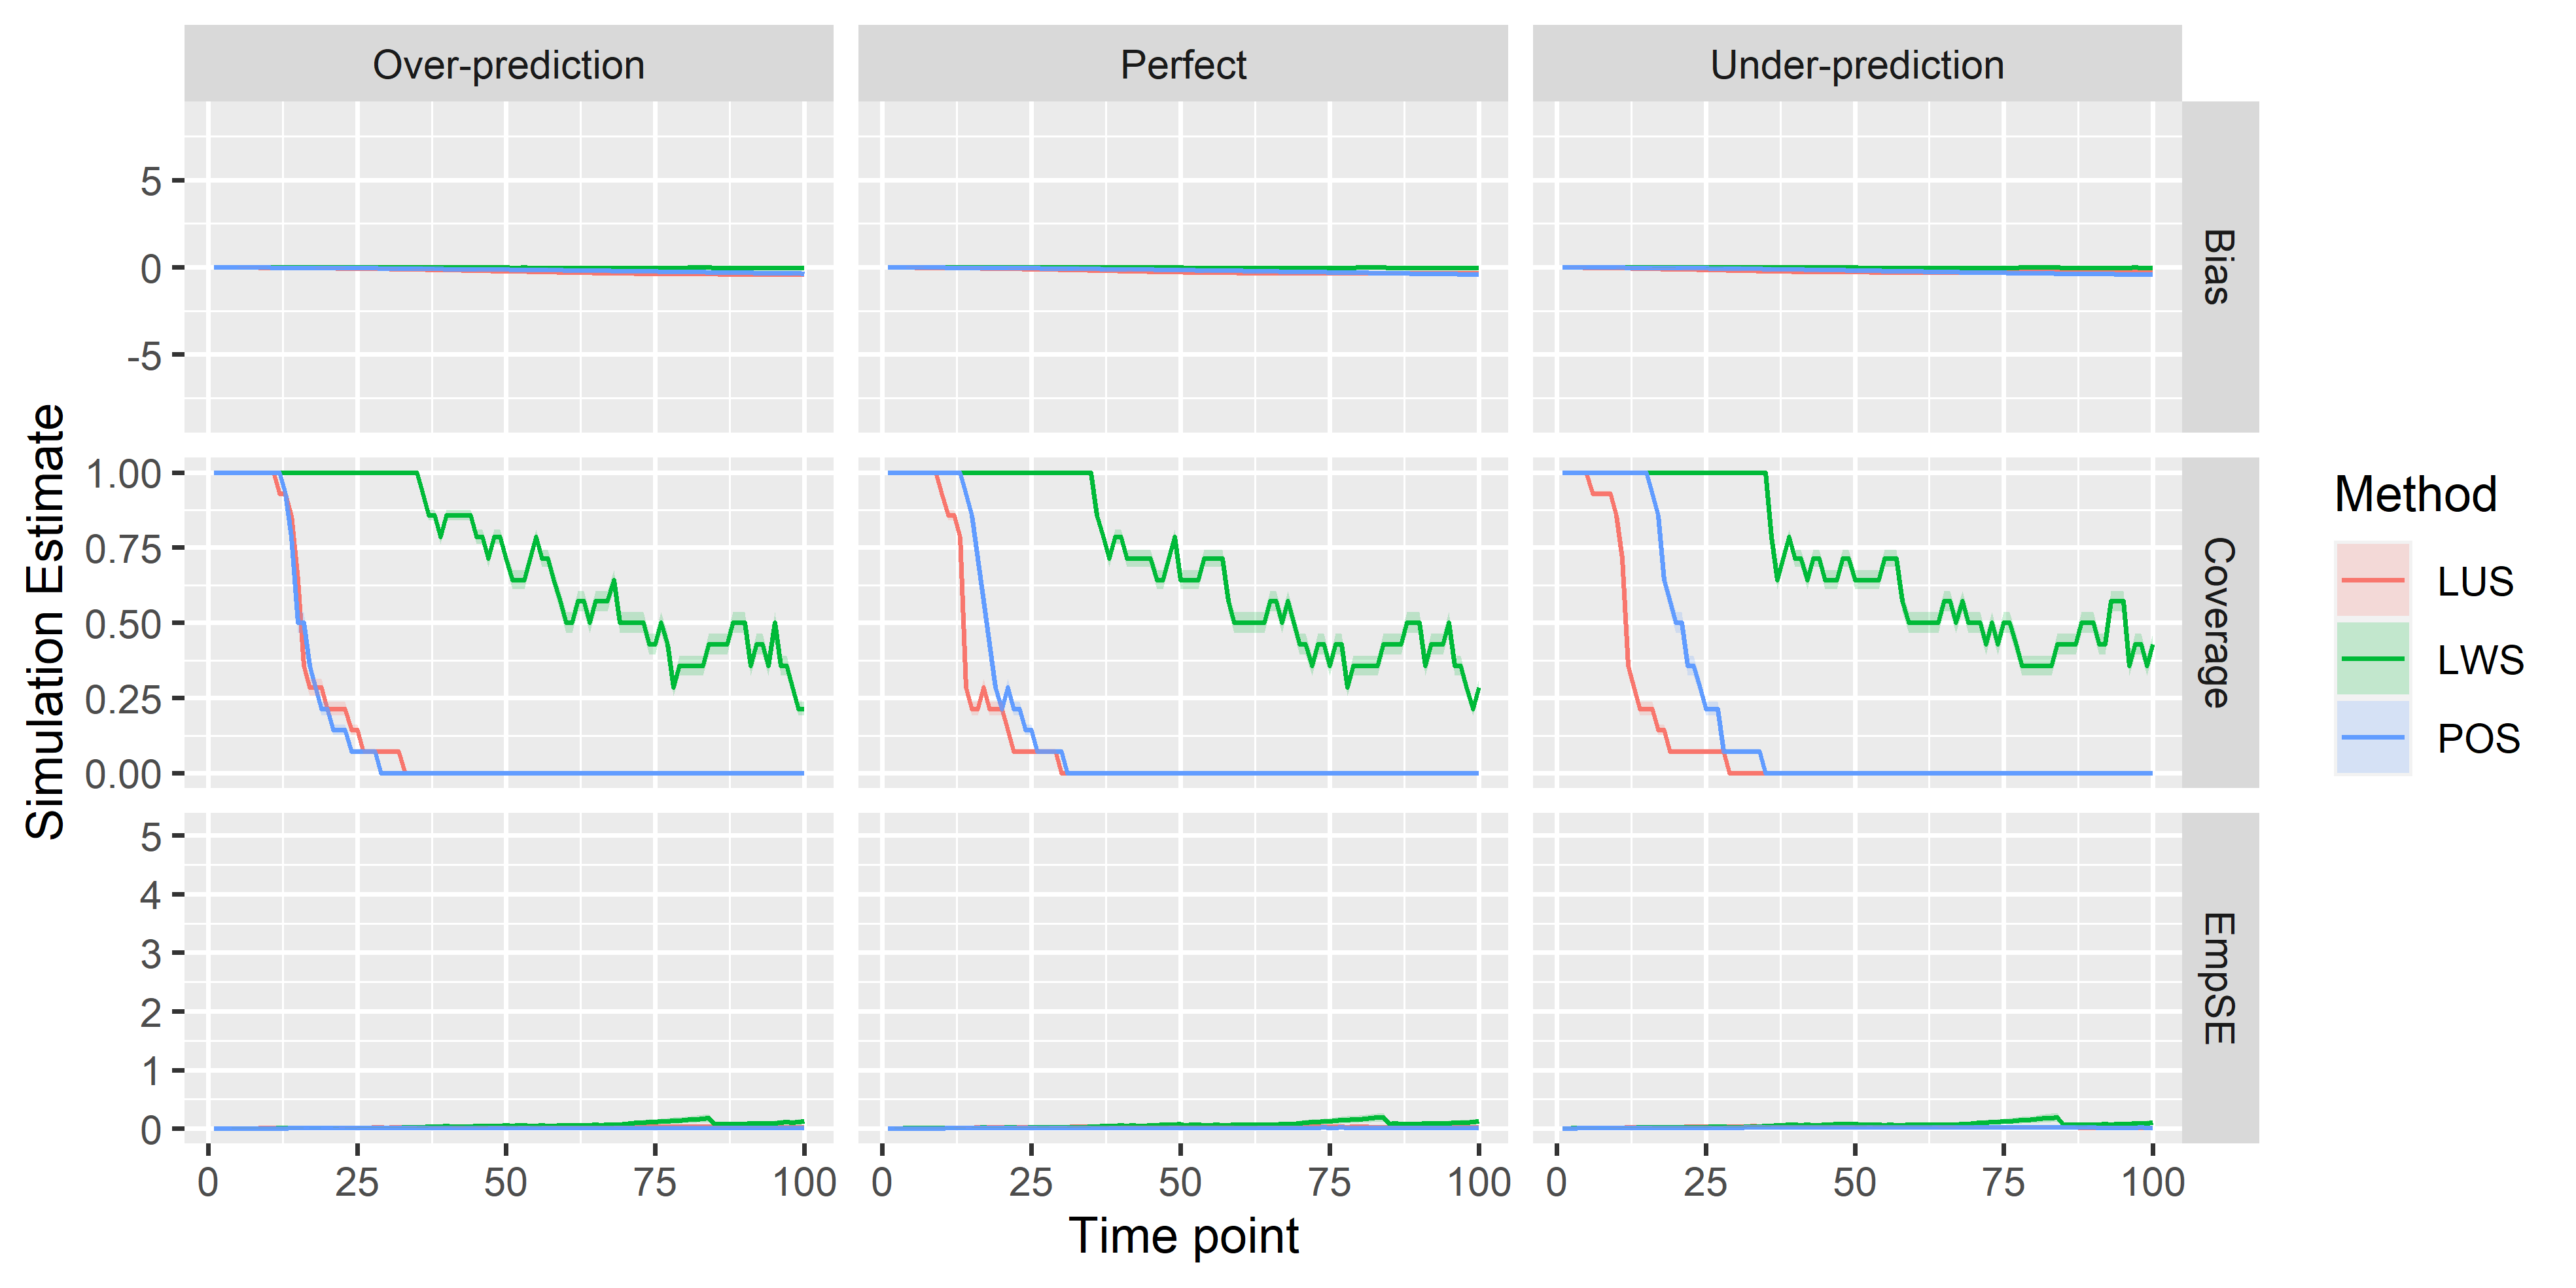 Over-prediction
Perfect
Under-prediction
5
0
-5
Bias
Simulation Estimate
1.00
0.75
0.50
0.25
0.00
Coverage
5
4
3
2
1
0
EmpSE
0 25 50 75 100
0 25 50 75 100
0 25 50 75 100
Time point
Method
LUS
LWS
POS